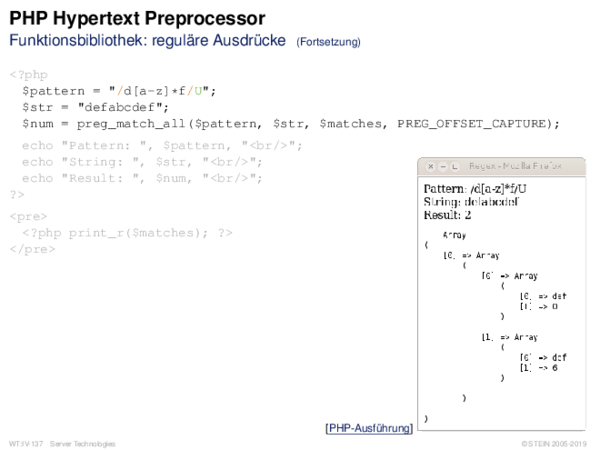 PHP Hypertext Preprocessor
Funktionsbibliothek: reguläre Ausdrücke (Fortsetzung)
<?php
$pattern = "/d[a-z]*f/U";
$str = "defabcdef";
$num = preg_match_all($pattern, $str, $matches, PREG_OFFSET_CAPTURE);
echo "Pattern: ", $pattern, "<br/>";
echo "String: ", $str, "<br/>";
echo "Result: ", $num, "<br/>";
?>
<pre>
<?php print_r($matches); ?>
</pre>
Regex - Mozilla Firefox
Pattern: /d[a-z]*f/U
String: defabcdef
Result: 2
Array
(
[0] => Array
(
[0] => Array
(
[0] => def
[1] => 0
)
[1] => Array
(
[0] => def
[1] => 6
)
)
)
[PHP-Ausführung]
WT:IV-137 Server Technologies
© STEIN 2005-2019